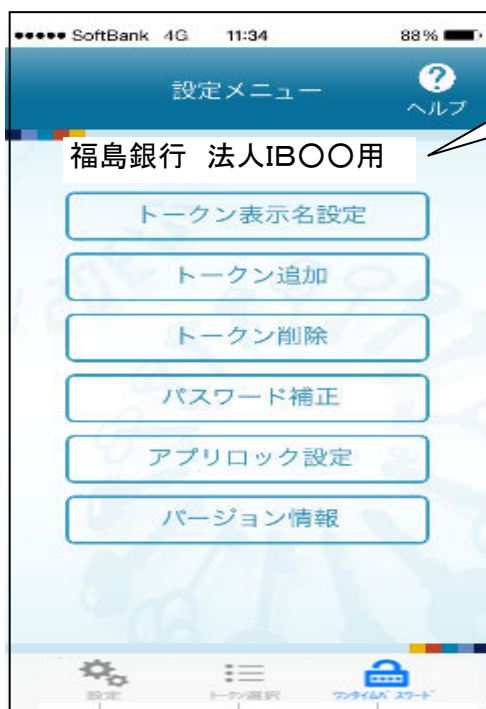 SoftBank 4G 11:34 88%
設定メニュー
?
ヘルプ
福島銀行 法人IB〇〇用
トークン表示名設定
トークン追加
トークン削除
パスワード補正
アプリロック設定
バージョン情報
設定 トークン選択 ワンタイムパスワード